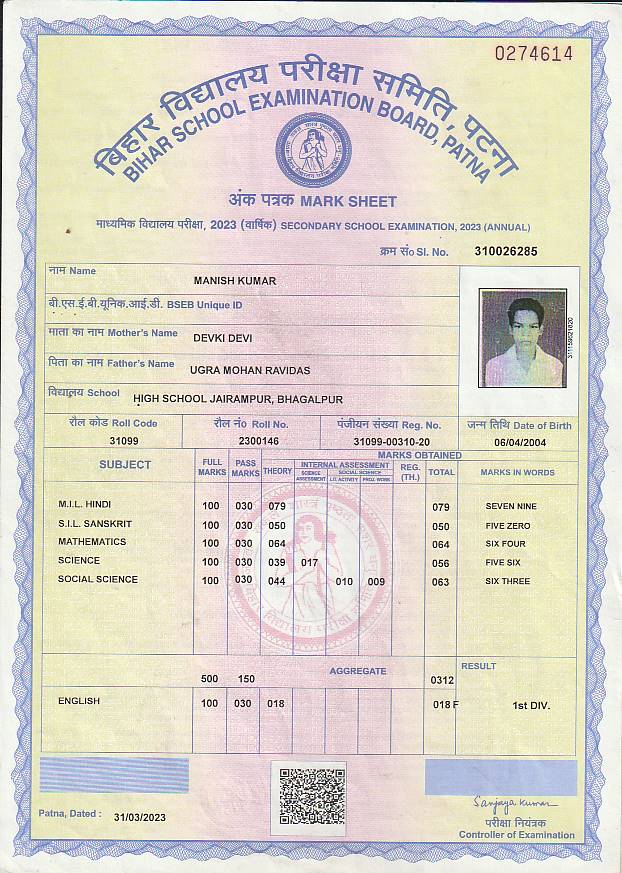 0274614
बिहार विद्यालय परीक्षा समिति, पटना
BIHAR SCHOOL EXAMINATION BOARD, PATNA
अंक पत्रक MARK SHEET
माध्यमिक विद्यालय परीक्षा, 2023 (वार्षिक) SECONDARY SCHOOL EXAMINATION, 2023 (ANNUAL)
क्रम सं० Sl. No. 310026285
नाम Name MANISH KUMAR
बी.एस.ई.बी.यूनिक.आई.डी. BSEB Unique ID
माता का नाम Mother's Name DEVKI DEVI
पिता का नाम Father's Name UGRA MOHAN RAVIDAS
विद्यालय School HIGH SCHOOL JAIRAMPUR, BHAGALPUR
रौल कोड Roll Code रौल नं० Roll No. पंजीयन संख्या Reg. No. जन्म तिथि Date of Birth
31099 2300146 31099-00310-20 06/04/2004
SUBJECT FULL MARKS PASS MARKS THEORY MARKS OBTAINED
INTERNAL ASSESSMENT REG. (TH.) TOTAL MARKS IN WORDS
SCIENCE ASSESSMENT SOCIAL SCIENCE
LIT. ACTIVITY PROJ. WORK
M.I.L. HINDI 100 030 079 079 SEVEN NINE
S.I.L. SANSKRIT 100 030 050 050 FIVE ZERO
MATHEMATICS 100 030 064 064 SIX FOUR
SCIENCE 100 030 039 017 056 FIVE SIX
SOCIAL SCIENCE 100 030 044 010 009 063 SIX THREE
500 150 AGGREGATE 0312 RESULT
ENGLISH 100 030 018 018 F 1st DIV.
Patna, Dated : 31/03/2023
Sanjaya Kumar
परीक्षा नियंत्रक
Controller of Examination